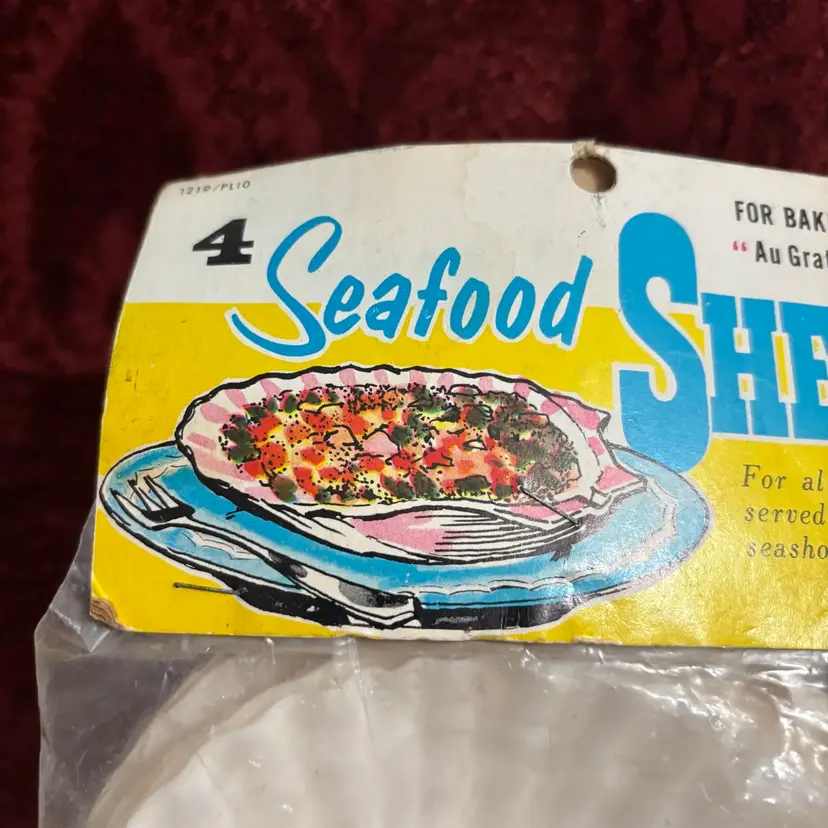 1219/PL10
4 Seafood SHE
FOR BAK
"Au Grat
For al
served
seasho